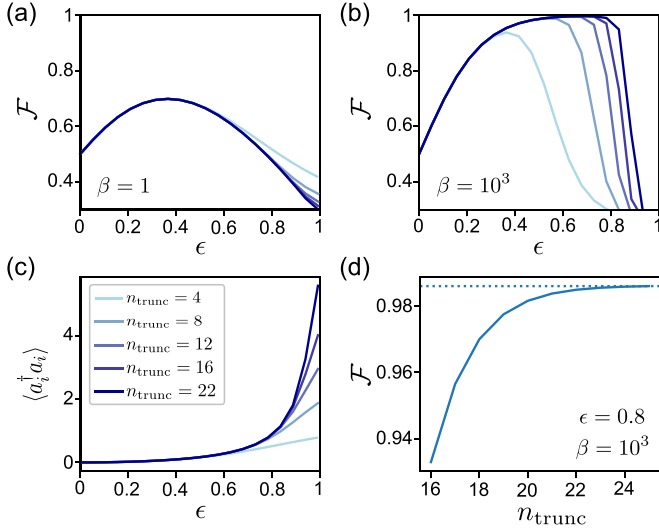 (a)
1
0.8
0.6
0.4
ℱ
β = 1
0 0.2 0.4 0.6 0.8 1
ϵ
(b)
1
0.8
0.6
0.4
ℱ
β = 10³
0 0.2 0.4 0.6 0.8 1
ϵ
(c)
4
2
0
⟨a†ᵢaᵢ⟩
n_trunc = 4
n_trunc = 8
n_trunc = 12
n_trunc = 16
n_trunc = 22
0 0.2 0.4 0.6 0.8 1
ϵ
(d)
0.98
0.96
0.94
ℱ
ϵ = 0.8
β = 10³
16 18 20 22 24
n_trunc